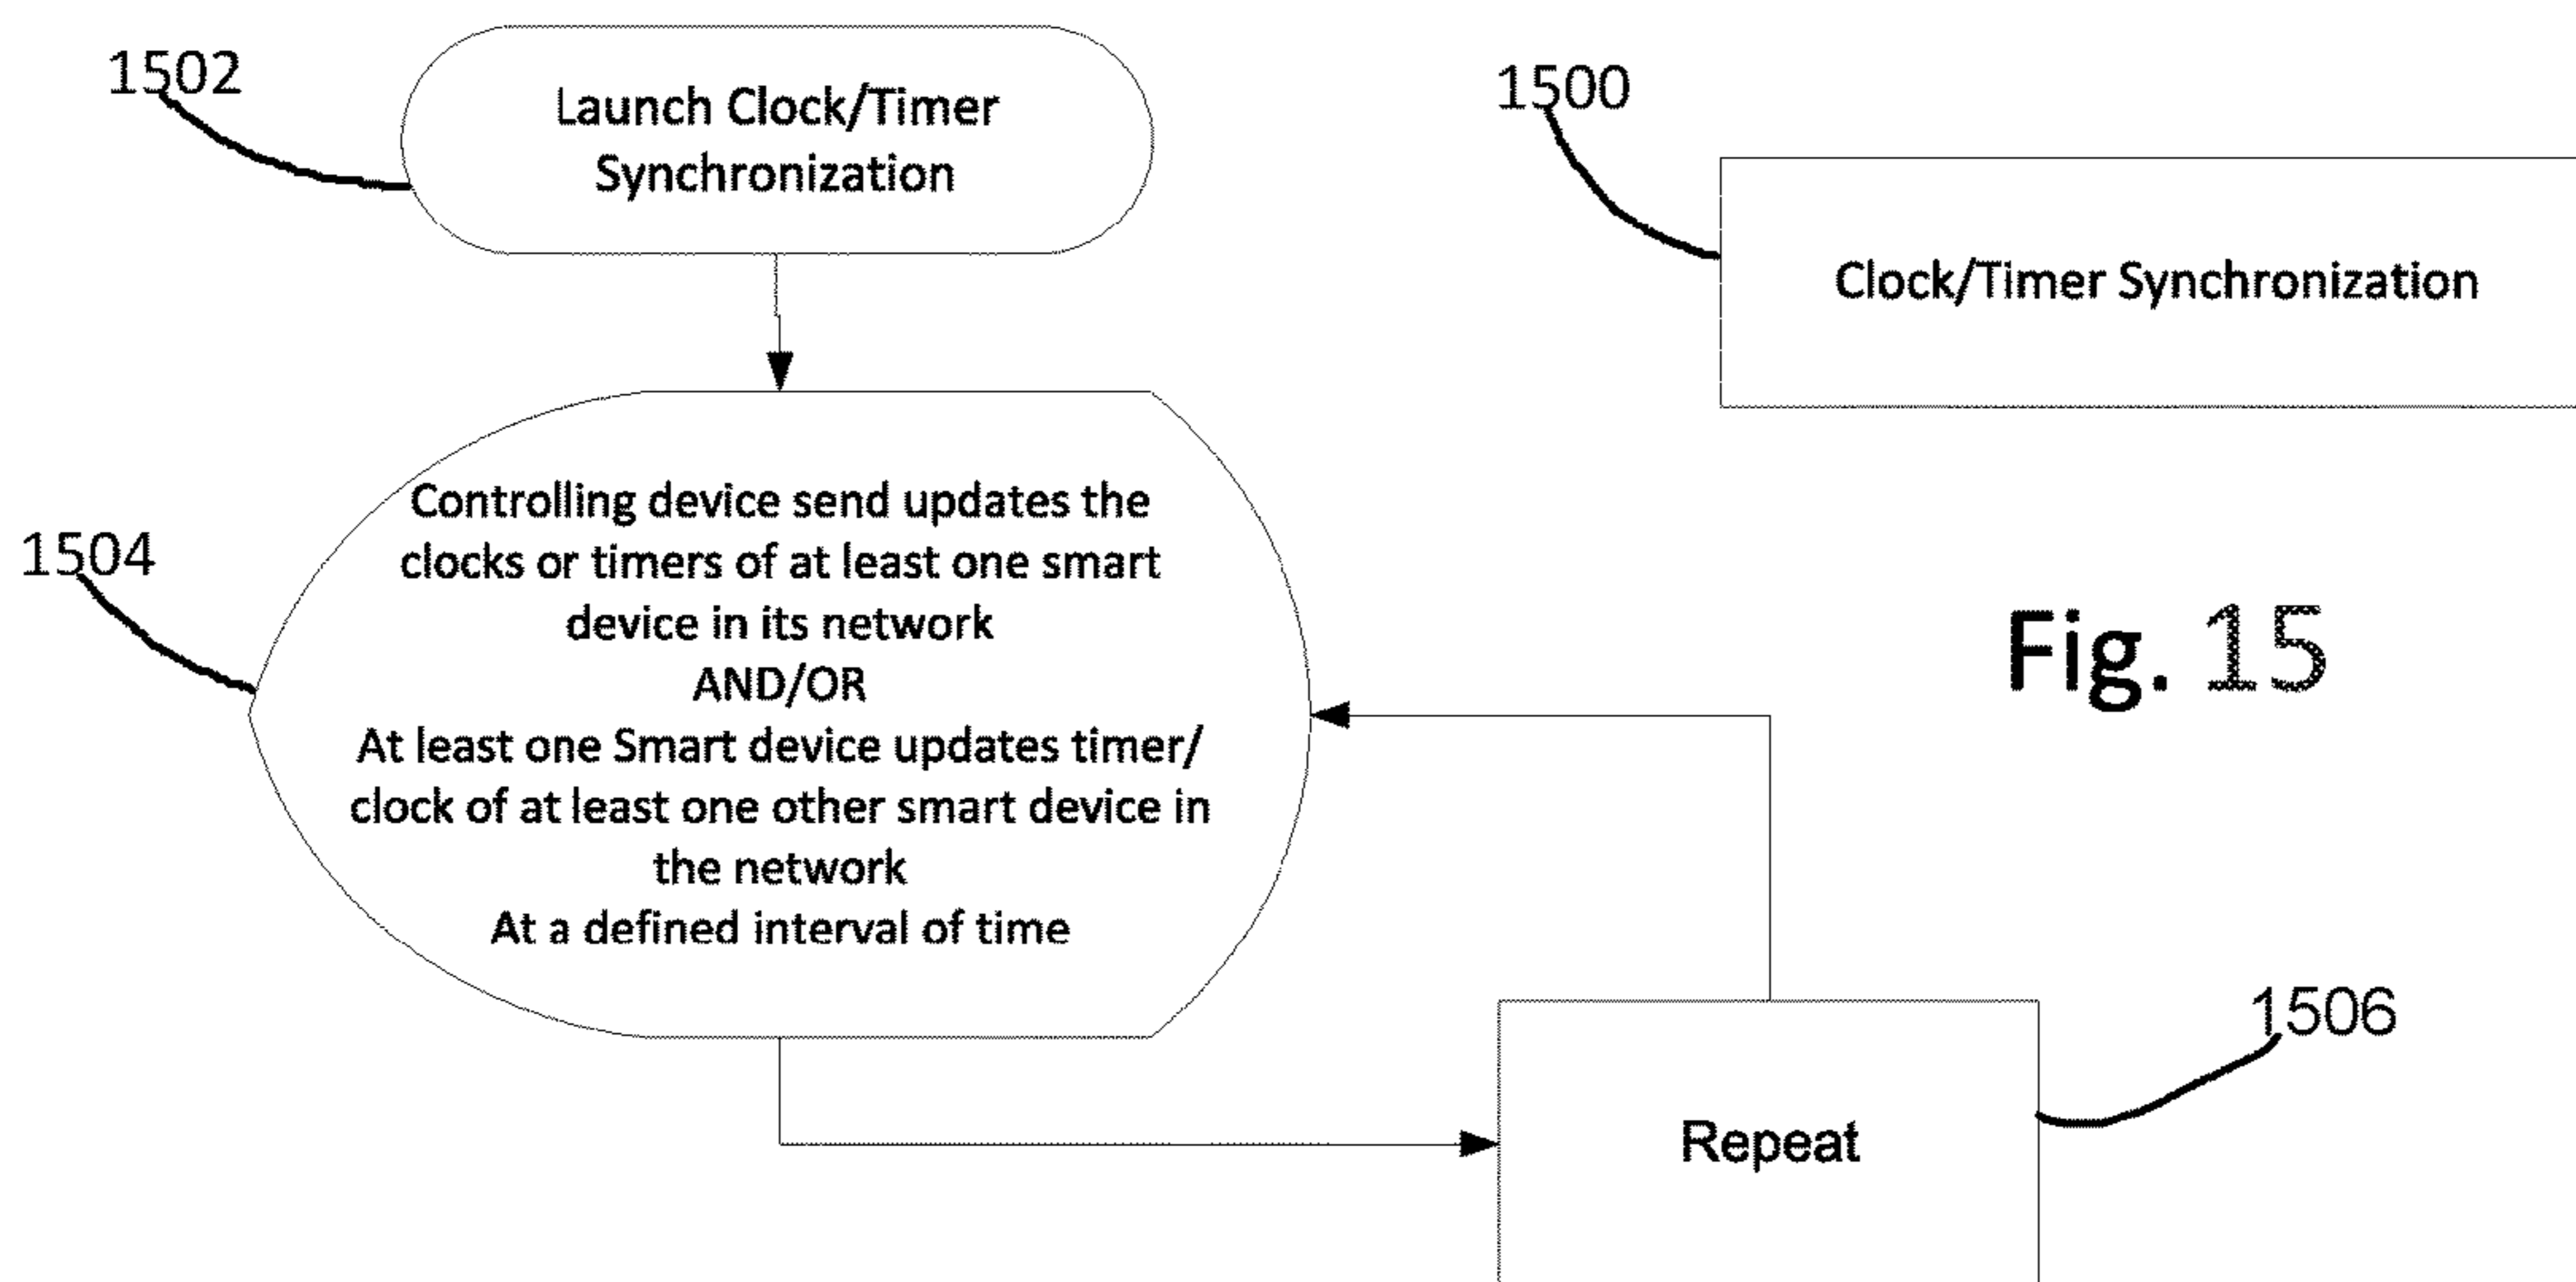 1502
Launch Clock/Timer
Synchronization
1500
Clock/Timer Synchronization
1504
Controlling device send updates the
clocks or timers of at least one smart
device in its network
AND/OR
At least one Smart device updates timer/
clock of at least one other smart device in
the network
At a defined interval of time
Fig. 15
1506
Repeat